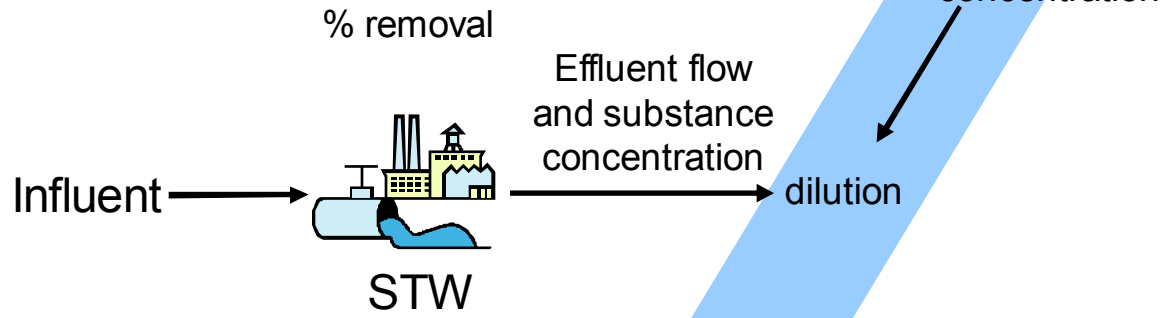 % removal
Effluent flow
and substance
concentration
Influent
dilution
STW